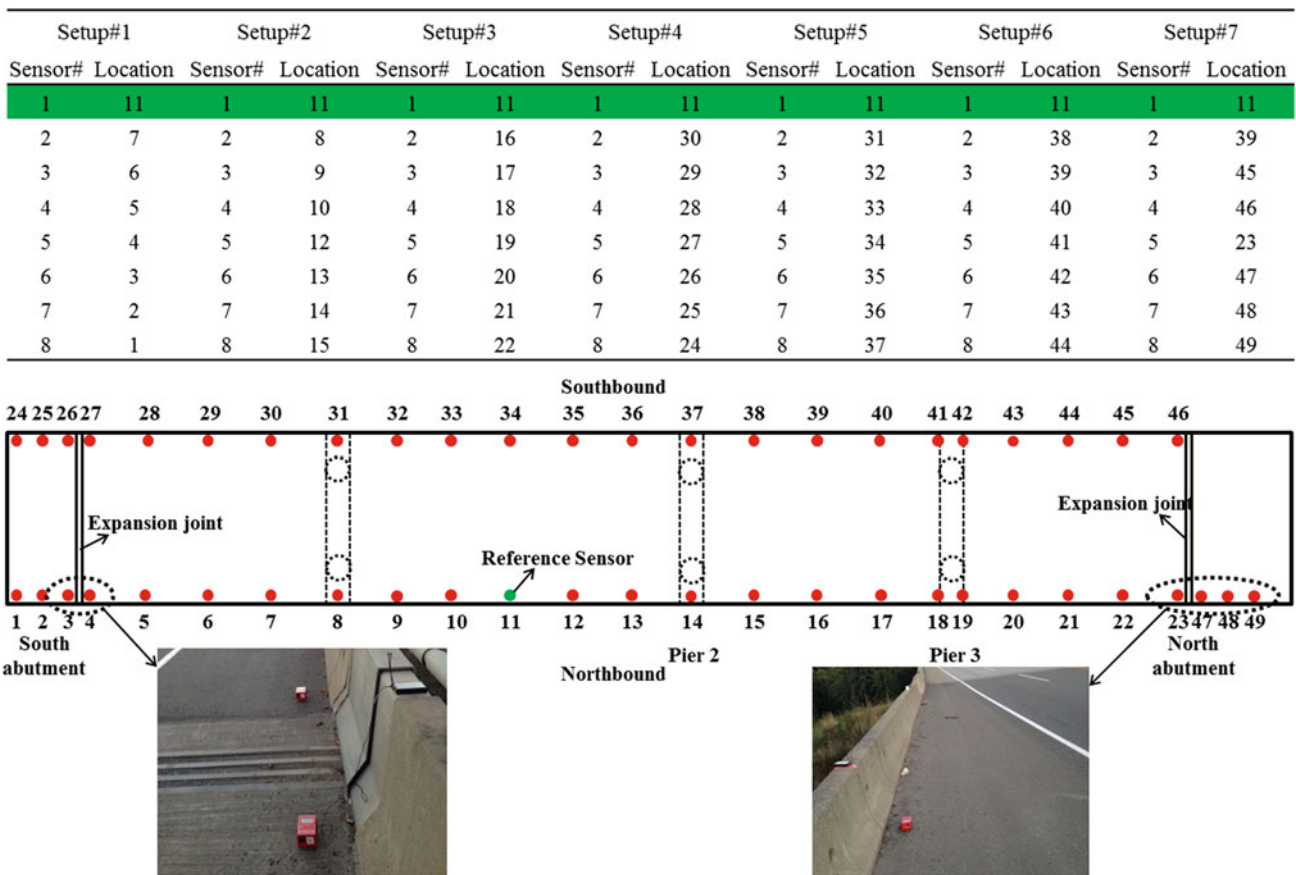 Setup#1 Setup#2 Setup#3 Setup#4 Setup#5 Setup#6 Setup#7
Sensor# Location Sensor# Location Sensor# Location Sensor# Location Sensor# Location Sensor# Location Sensor# Location
1 11 1 11 1 11 1 11 1 11 1 11 1 11
2 7 2 8 2 16 2 30 2 31 2 38 2 39
3 6 3 9 3 17 3 29 3 32 3 39 3 45
4 5 4 10 4 18 4 28 4 33 4 40 4 46
5 4 5 12 5 19 5 27 5 34 5 41 5 23
6 3 6 13 6 20 6 26 6 35 6 42 6 47
7 2 7 14 7 21 7 25 7 36 7 43 7 48
8 1 8 15 8 22 8 24 8 37 8 44 8 49
Southbound
24 25 26 27 28 29 30 31 32 33 34 35 36 37 38 39 40 41 42 43 44 45 46
Expansion joint
Expansion joint
Reference Sensor
1 2 3 4 5 6 7 8 9 10 11 12 13 14 15 16 17 18 19 20 21 22 23 47 48 49
South
abutment
Northbound
Pier 2
Pier 3
North
abutment